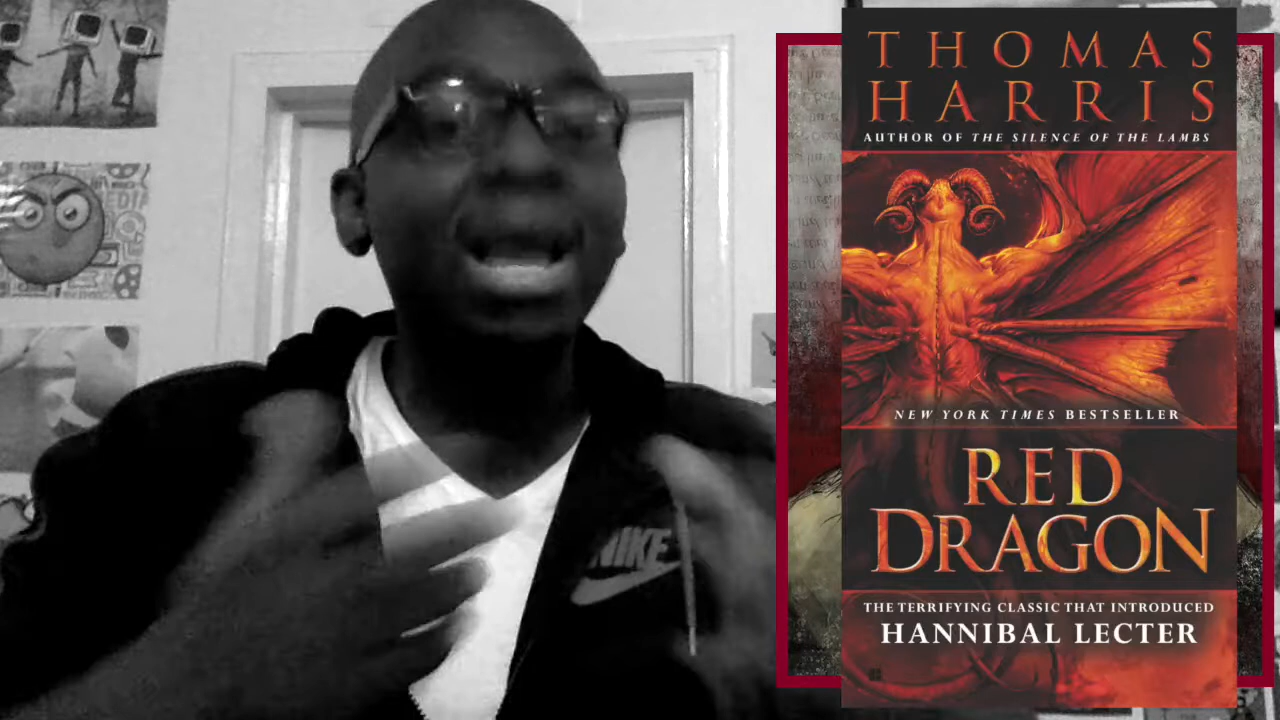 THOMAS
HARRIS
AUTHOR OF THE SILENCE OF THE LAMBS
NEW YORK TIMES BESTSELLER
RED
DRAGON
THE TERRIFYING CLASSIC THAT INTRODUCED
HANNIBAL LECTER
NIKE